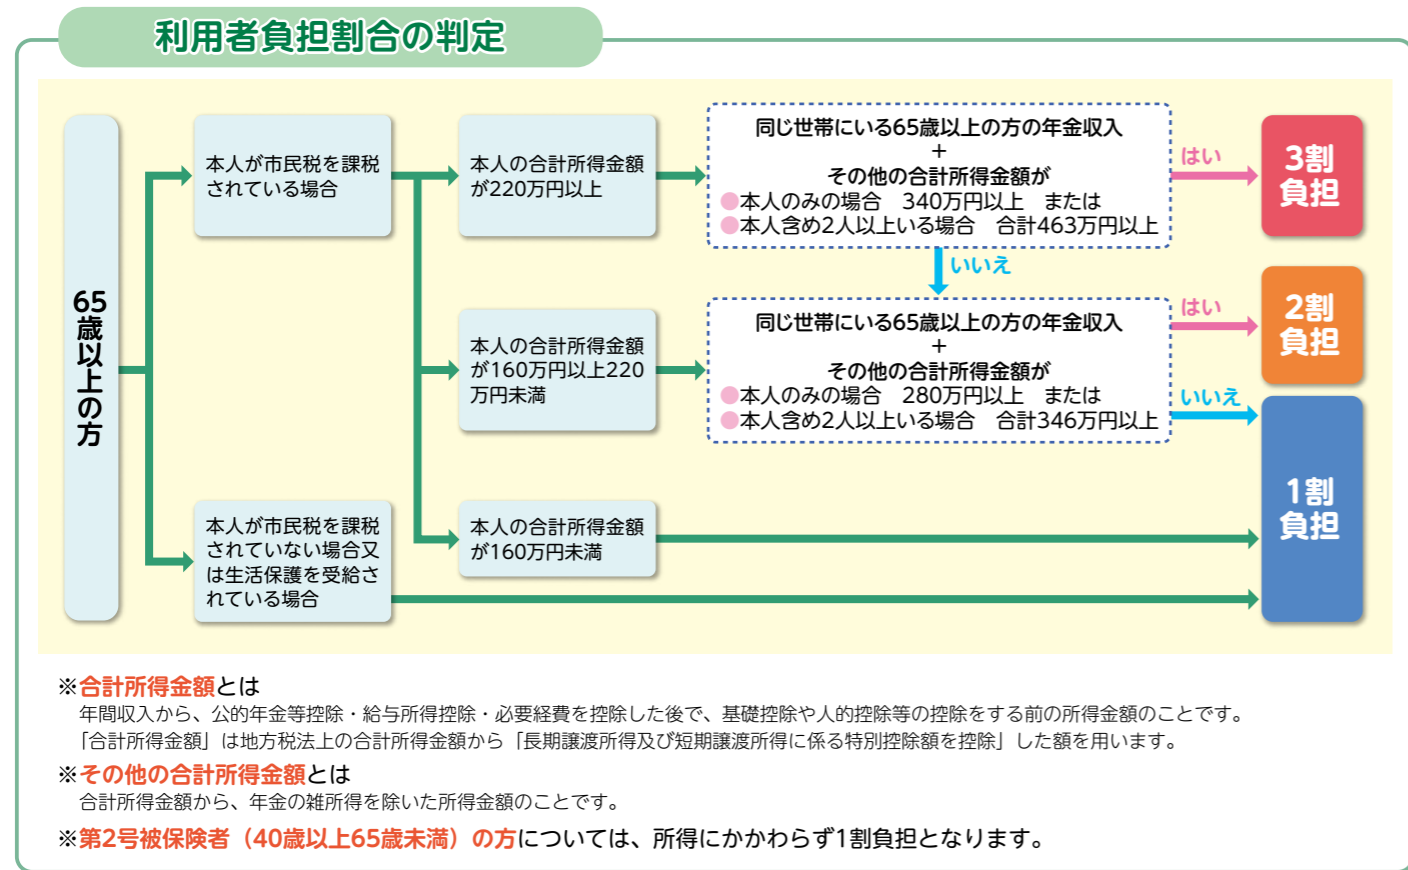 利用者負担割合の判定
65歳以上の方
本人が市民税を課税
されている場合
本人の合計所得金額
が220万円以上
同じ世帯にいる65歳以上の方の年金収入
+
その他の合計所得金額が
●本人のみの場合　340万円以上　または
●本人含め2人以上いる場合　合計463万円以上
はい
3割
負担
いいえ
本人の合計所得金額
が160万円以上220
万円未満
同じ世帯にいる65歳以上の方の年金収入
+
その他の合計所得金額が
●本人のみの場合　280万円以上　または
●本人含め2人以上いる場合　合計346万円以上
はい
2割
負担
いいえ
1割
負担
本人の合計所得金額
が160万円未満
本人が市民税を課税
されていない場合又
は生活保護を受給さ
れている場合
※合計所得金額とは
年間収入から、公的年金等控除・給与所得控除・必要経費を控除した後で、基礎控除や人的控除等の控除をする前の所得金額のことです。
「合計所得金額」は地方税法上の合計所得金額から「長期譲渡所得及び短期譲渡所得に係る特別控除額を控除」した額を用います。
※その他の合計所得金額とは
合計所得金額から、年金の雑所得を除いた所得金額のことです。
※第2号被保険者（40歳以上65歳未満）の方については、所得にかかわらず1割負担となります。